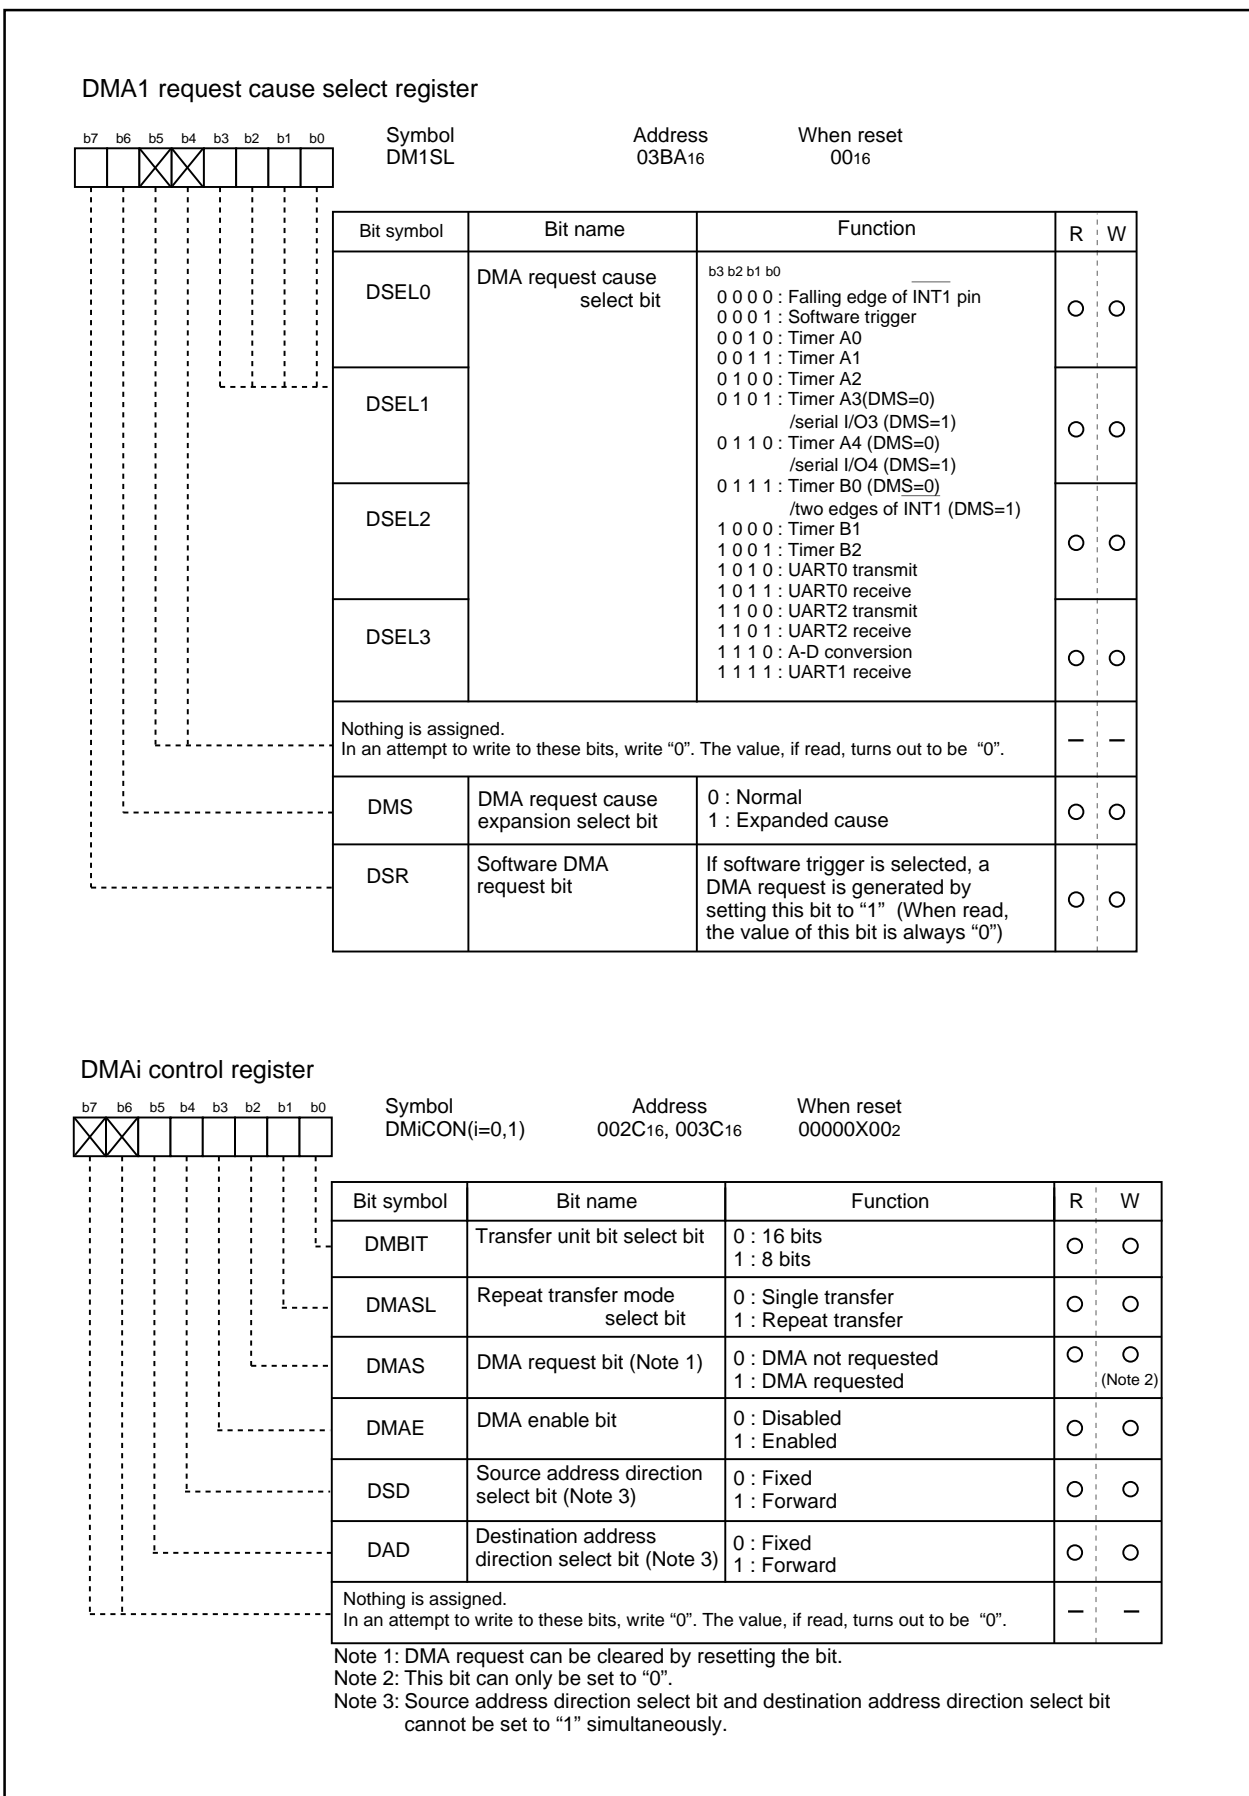 DMA1 request cause select register
b7 b6 b5 b4 b3 b2 b1 b0
Symbol Address When reset
DM1SL 03BA16 0016
Bit symbol Bit name Function R W
DSEL0 DMA request cause select bit
b3 b2 b1 b0
0 0 0 0 : Falling edge of INT1 pin
0 0 0 1 : Software trigger
0 0 1 0 : Timer A0
0 0 1 1 : Timer A1
0 1 0 0 : Timer A2
DSEL1
0 1 0 1 : Timer A3(DMS=0)
/serial I/O3 (DMS=1)
0 1 1 0 : Timer A4 (DMS=0)
/serial I/O4 (DMS=1)
0 1 1 1 : Timer B0 (DMS=0)
/two edges of INT1 (DMS=1)
DSEL2
1 0 0 0 : Timer B1
1 0 0 1 : Timer B2
1 0 1 0 : UART0 transmit
1 0 1 1 : UART0 receive
1 1 0 0 : UART2 transmit
DSEL3
1 1 0 1 : UART2 receive
1 1 1 0 : A-D conversion
1 1 1 1 : UART1 receive
Nothing is assigned.
In an attempt to write to these bits, write “0”. The value, if read, turns out to be “0”.
DMS
DMA request cause
expansion select bit
0 : Normal
1 : Expanded cause
DSR
Software DMA
request bit
If software trigger is selected, a
DMA request is generated by
setting this bit to “1” (When read,
the value of this bit is always “0”)
DMAi control register
b7 b6 b5 b4 b3 b2 b1 b0
Symbol Address When reset
DMiCON(i=0,1) 002C16, 003C16 00000X002
Bit symbol Bit name Function R W
DMBIT
Transfer unit bit select bit
0 : 16 bits
1 : 8 bits
DMASL
Repeat transfer mode
select bit
0 : Single transfer
1 : Repeat transfer
DMAS
DMA request bit (Note 1)
0 : DMA not requested
1 : DMA requested
(Note 2)
DMAE
DMA enable bit
0 : Disabled
1 : Enabled
DSD
Source address direction
select bit (Note 3)
0 : Fixed
1 : Forward
DAD
Destination address
direction select bit (Note 3)
0 : Fixed
1 : Forward
Nothing is assigned.
In an attempt to write to these bits, write “0”. The value, if read, turns out to be “0”.
Note 1: DMA request can be cleared by resetting the bit.
Note 2: This bit can only be set to “0”.
Note 3: Source address direction select bit and destination address direction select bit
cannot be set to “1” simultaneously.